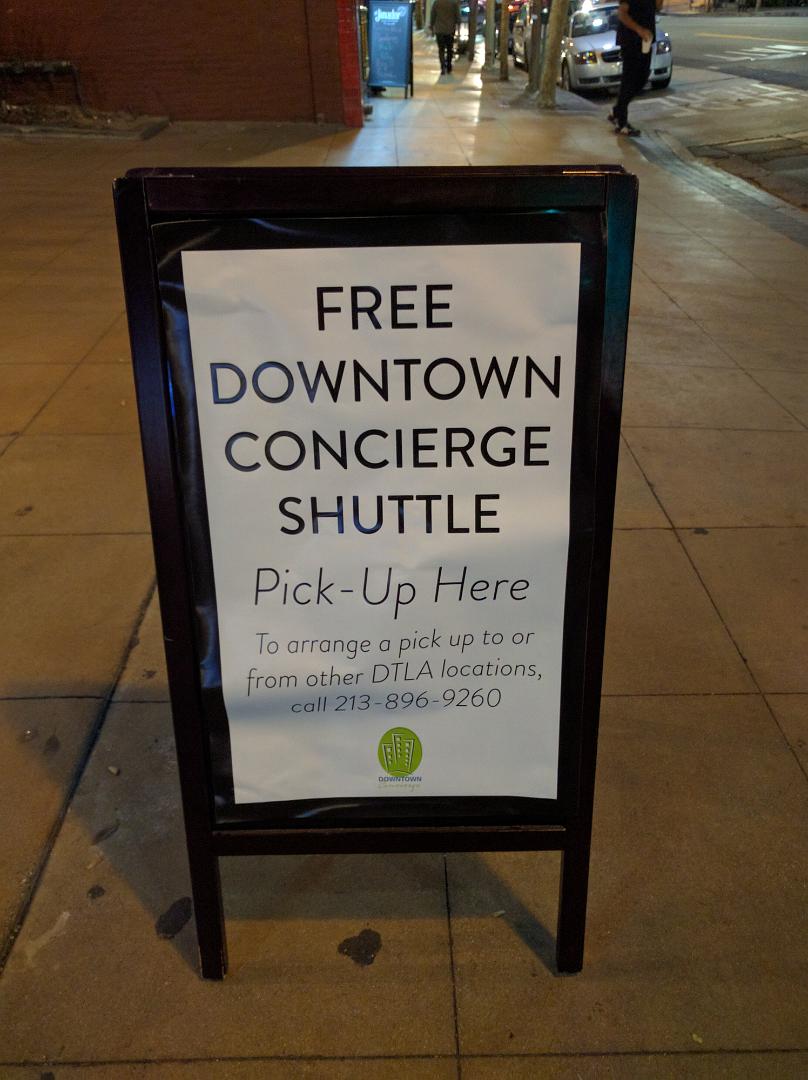 FREE
DOWNTOWN
CONCIERGE
SHUTTLE
Pick-Up Here
To arrange a pick up to or
from other DTLA locations,
call 213-896-9260
DOWNTOWN
Concierge